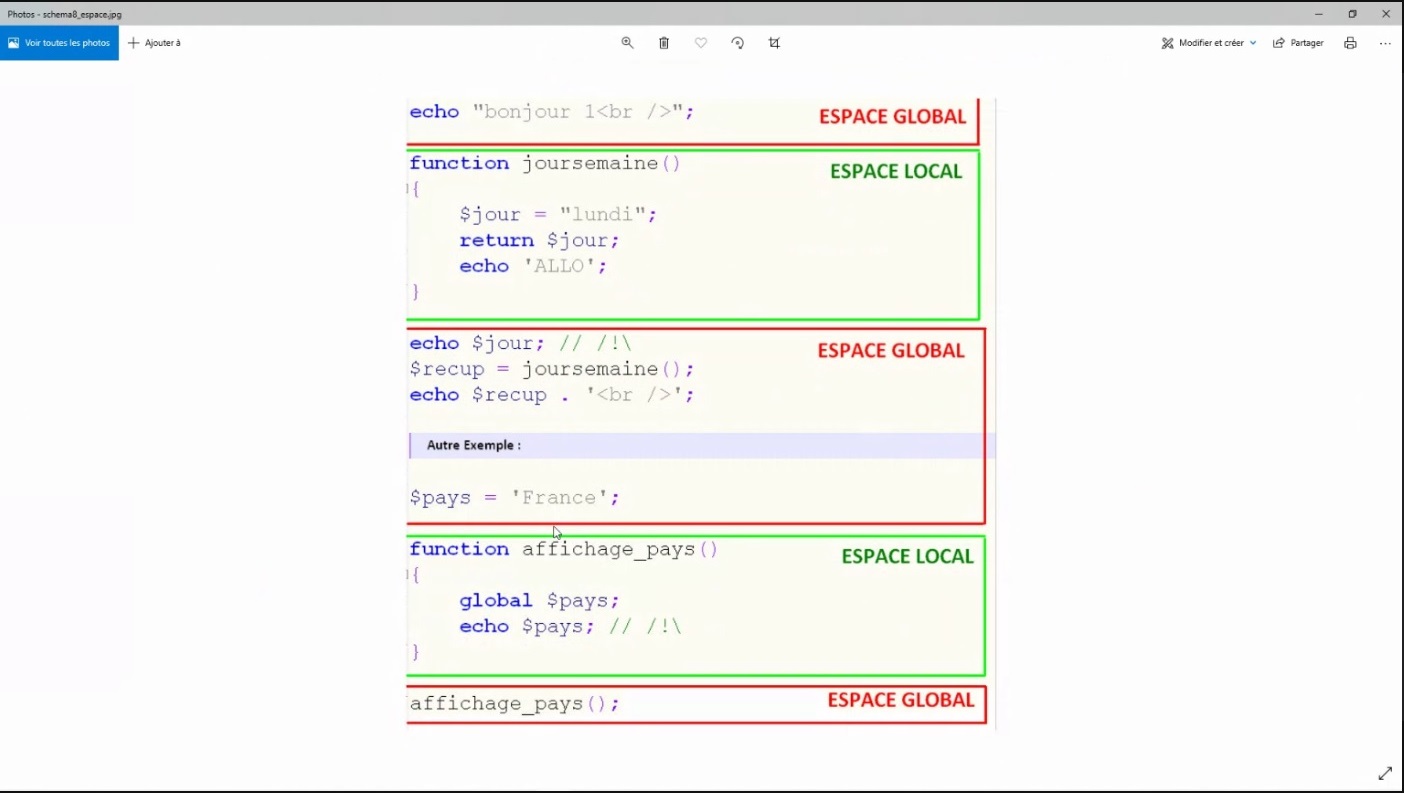 Photos - schema8_espace.jpg
Voir toutes les photos
Ajouter à
Modifier et créer
Partager
echo "bonjour 1<br />";
ESPACE GLOBAL
function joursemaine()
ESPACE LOCAL
{
$jour = "lundi";
return $jour;
echo 'ALLO';
}
echo $jour; // /!\
ESPACE GLOBAL
$recup = joursemaine();
echo $recup . '<br />';
Autre Exemple :
$pays = 'France';
function affichage_pays()
ESPACE LOCAL
{
global $pays;
echo $pays; // /!\
}
affichage_pays();
ESPACE GLOBAL